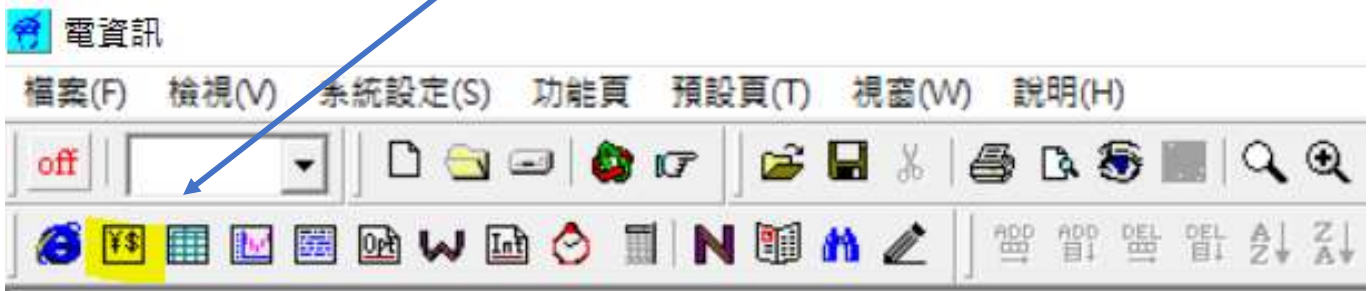 電資訊
檔案(F) 檢視(V) 系統設定(S) 功能頁 預設頁(T) 視窗(W) 說明(H)
off
¥$ Opt W Int N ADD ADD DEL DEL A Z Z A